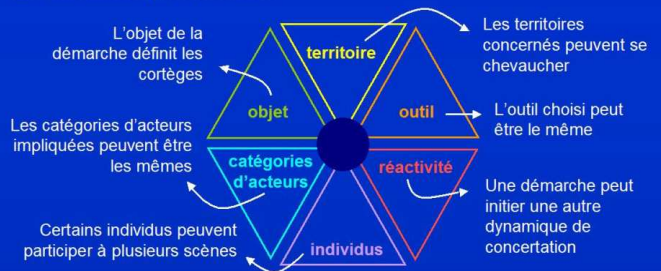 L'objet de la
démarche définit les
cortèges
territoire
Les territoires
concernés peuvent se
chevaucher
objet
outil
L'outil choisi peut
être le même
Les catégories d'acteurs
impliquées peuvent être
les mêmes
catégories
d'acteurs
réactivité
Une démarche peut
initier une autre
dynamique de
concertation
Certains individus peuvent
participer à plusieurs scènes
individus